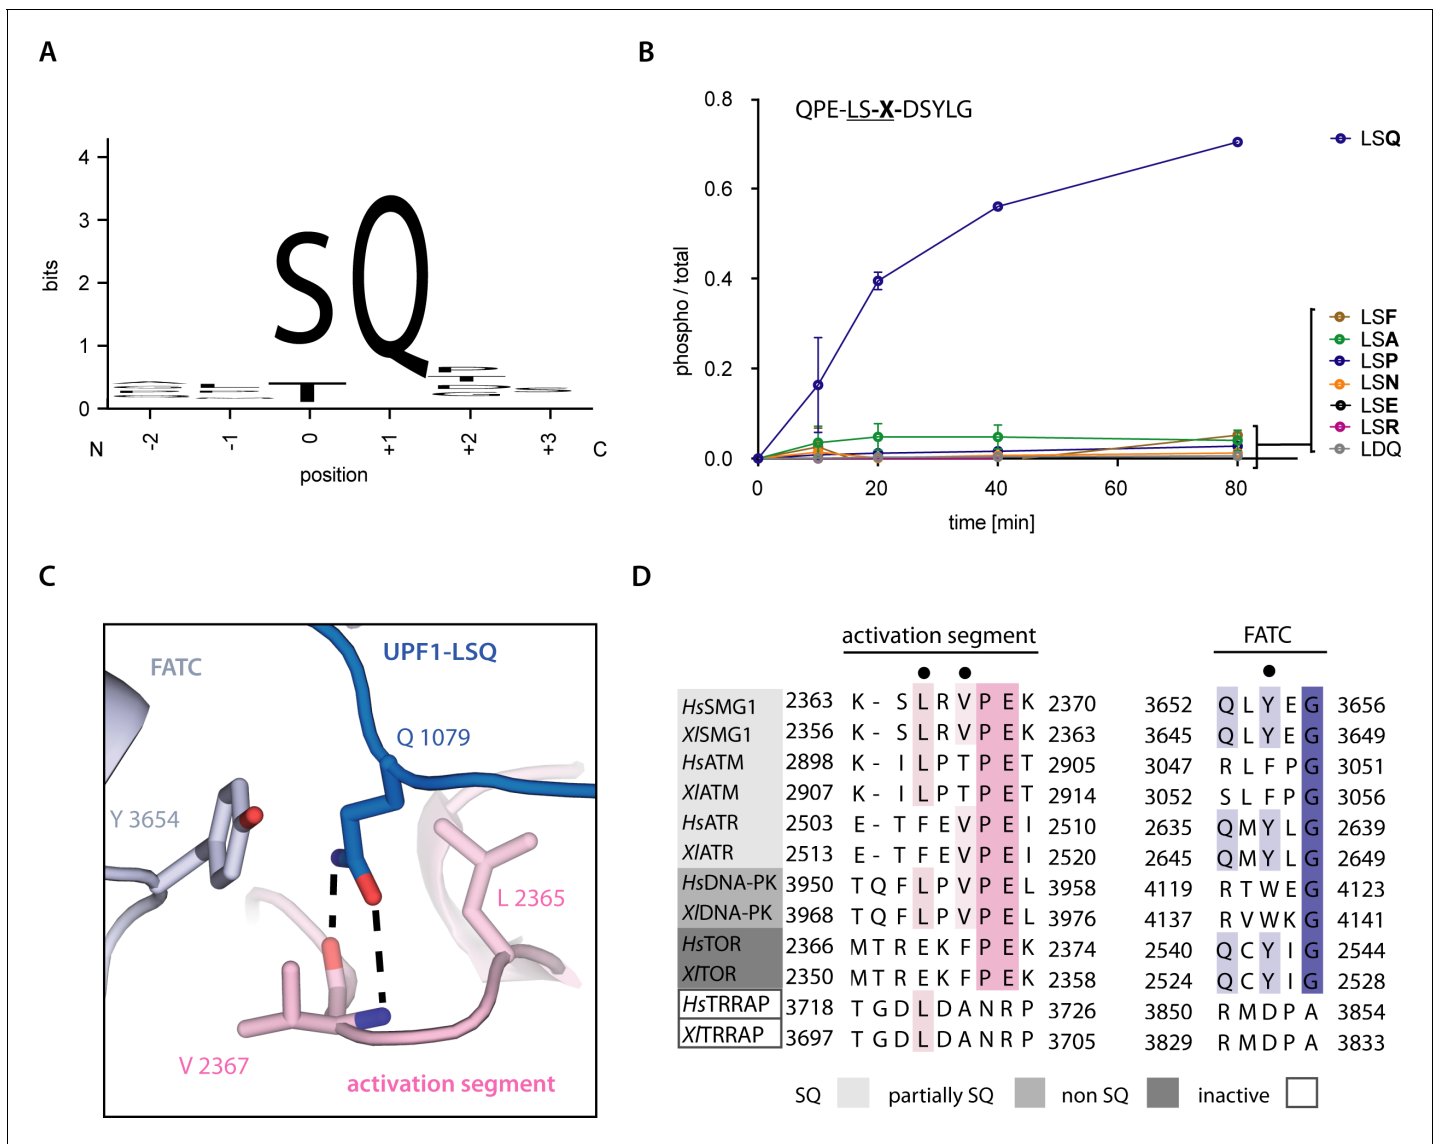 A
bits
4
3
2
1
0
S Q
T
N -2 -1 0 +1 +2 +3 C
position
B
QPE-LS-X-DSYLG
phospho / total
0.8
0.6
0.4
0.2
0.0
0 20 40 60 80
time [min]
LSQ
LSF
LSA
LSP
LSN
LSE
LSR
LDQ
C
FATC
UPF1-LSQ
Q 1079
Y 3654
L 2365
V 2367
activation segment
D
activation segment FATC
HsSMG1 2363 K - S L R V P E K 2370 3652 Q L Y E G 3656
XlSMG1 2356 K - S L R V P E K 2363 3645 Q L Y E G 3649
HsATM 2898 K - I L P T P E T 2905 3047 R L F P G 3051
XlATM 2907 K - I L P T P E T 2914 3052 S L F P G 3056
HsATR 2503 E - T F E V P E I 2510 2635 Q M Y L G 2639
XlATR 2513 E - T F E V P E I 2520 2645 Q M Y L G 2649
HsDNA-PK 3950 T Q F L P V P E L 3958 4119 R T W E G 4123
XlDNA-PK 3968 T Q F L P V P E L 3976 4137 R V W K G 4141
HsTOR 2366 M T R E K F P E K 2374 2540 Q C Y I G 2544
XlTOR 2350 M T R E K F P E K 2358 2524 Q C Y I G 2528
HsTRRAP 3718 T G D L D A N R P 3726 3850 R M D P A 3854
XlTRRAP 3697 T G D L D A N R P 3705 3829 R M D P A 3833
SQ partially SQ non SQ inactive